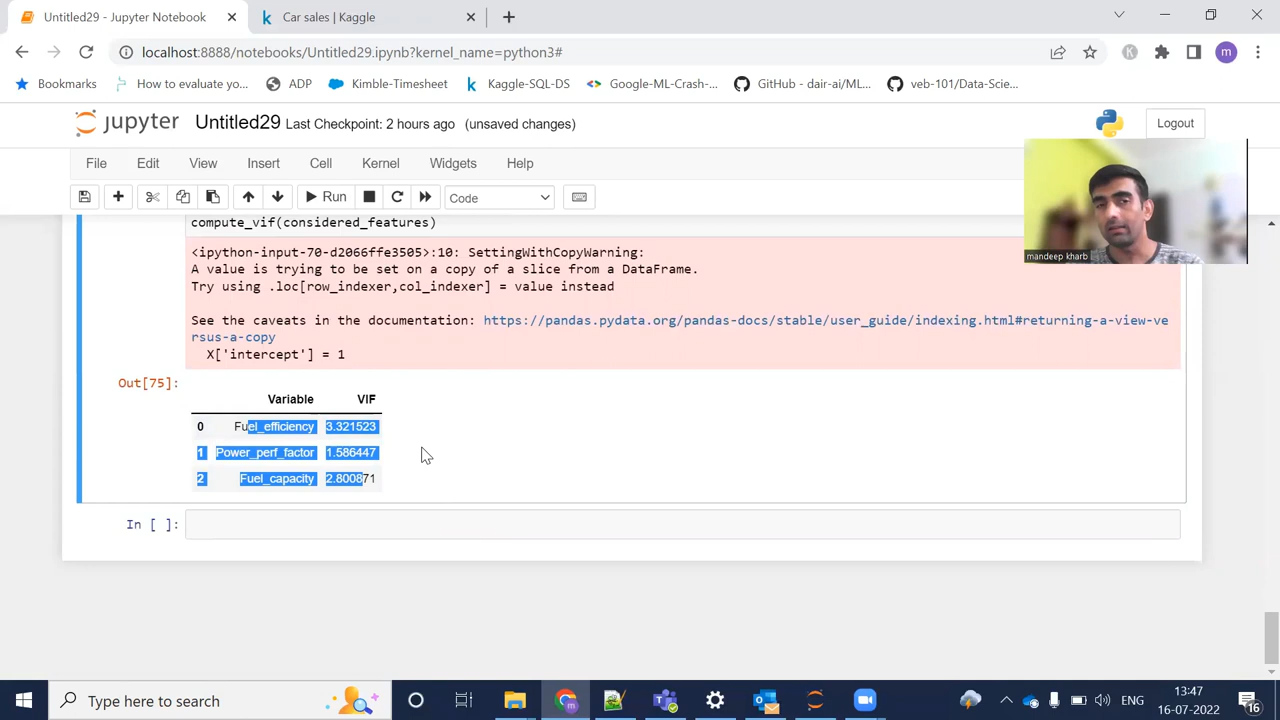 Untitled29 - Jupyter Notebook
Car sales | Kaggle
localhost:8888/notebooks/Untitled29.ipynb?kernel_name=python3#
m
Bookmarks
How to evaluate yo...
ADP
Kimble-Timesheet
Kaggle-SQL-DS
Google-ML-Crash-...
GitHub - dair-ai/ML...
veb-101/Data-Scie...
jupyter Untitled29 Last Checkpoint: 2 hours ago (unsaved changes)
Logout
File Edit View Insert Cell Kernel Widgets Help
Run
Code
mandeep kharb
compute_vif(considered_features)
<ipython-input-70-d2066ffe3505>:10: SettingWithCopyWarning:
A value is trying to be set on a copy of a slice from a DataFrame.
Try using .loc[row_indexer,col_indexer] = value instead
See the caveats in the documentation: https://pandas.pydata.org/pandas-docs/stable/user_guide/indexing.html#returning-a-view-ve
rsus-a-copy
X['intercept'] = 1
Out[75]:
Variable VIF
0 Fuel_efficiency 3.321523
1 Power_perf_factor 1.586447
2 Fuel_capacity 2.800871
In [ ]:
Type here to search
ENG
13:47
16-07-2022
16